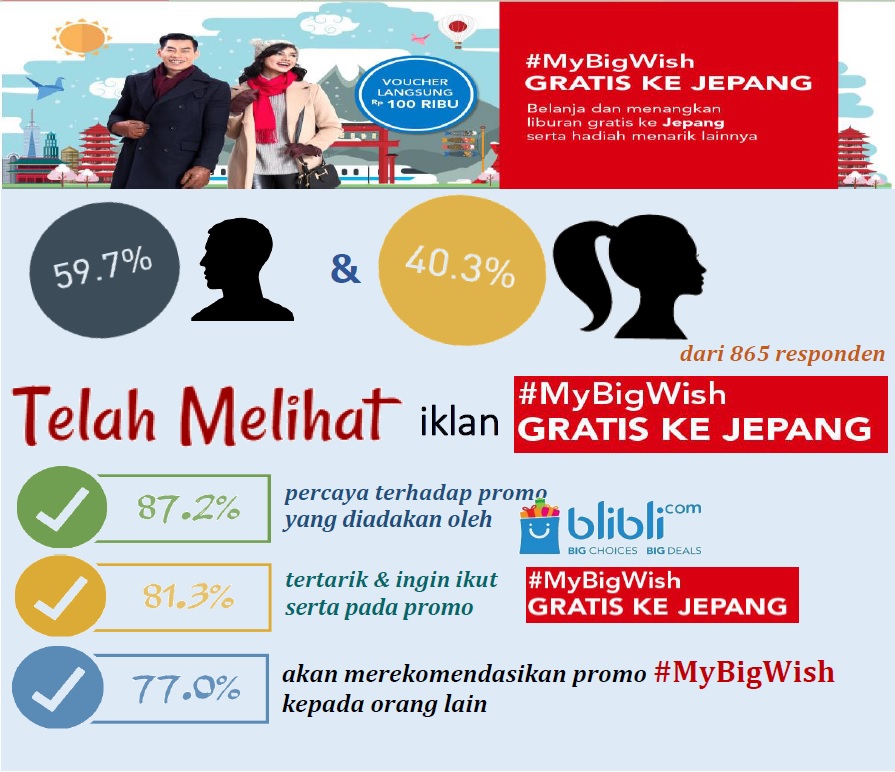 VOUCHER
LANGSUNG
Rp 100 RIBU
#MyBigWish
GRATIS KE JEPANG
Belanja dan menangkan
liburan gratis ke Jepang
serta hadiah menarik lainnya
59.7%
&
40.3%
dari 865 responden
Telah Melihat iklan #MyBigWish
GRATIS KE JEPANG
87.2%
percaya terhadap promo
yang diadakan oleh
blibli.com
BIG CHOICES BIG DEALS
81.3%
tertarik & ingin ikut
serta pada promo
#MyBigWish
GRATIS KE JEPANG
77.0%
akan merekomendasikan promo #MyBigWish
kepada orang lain